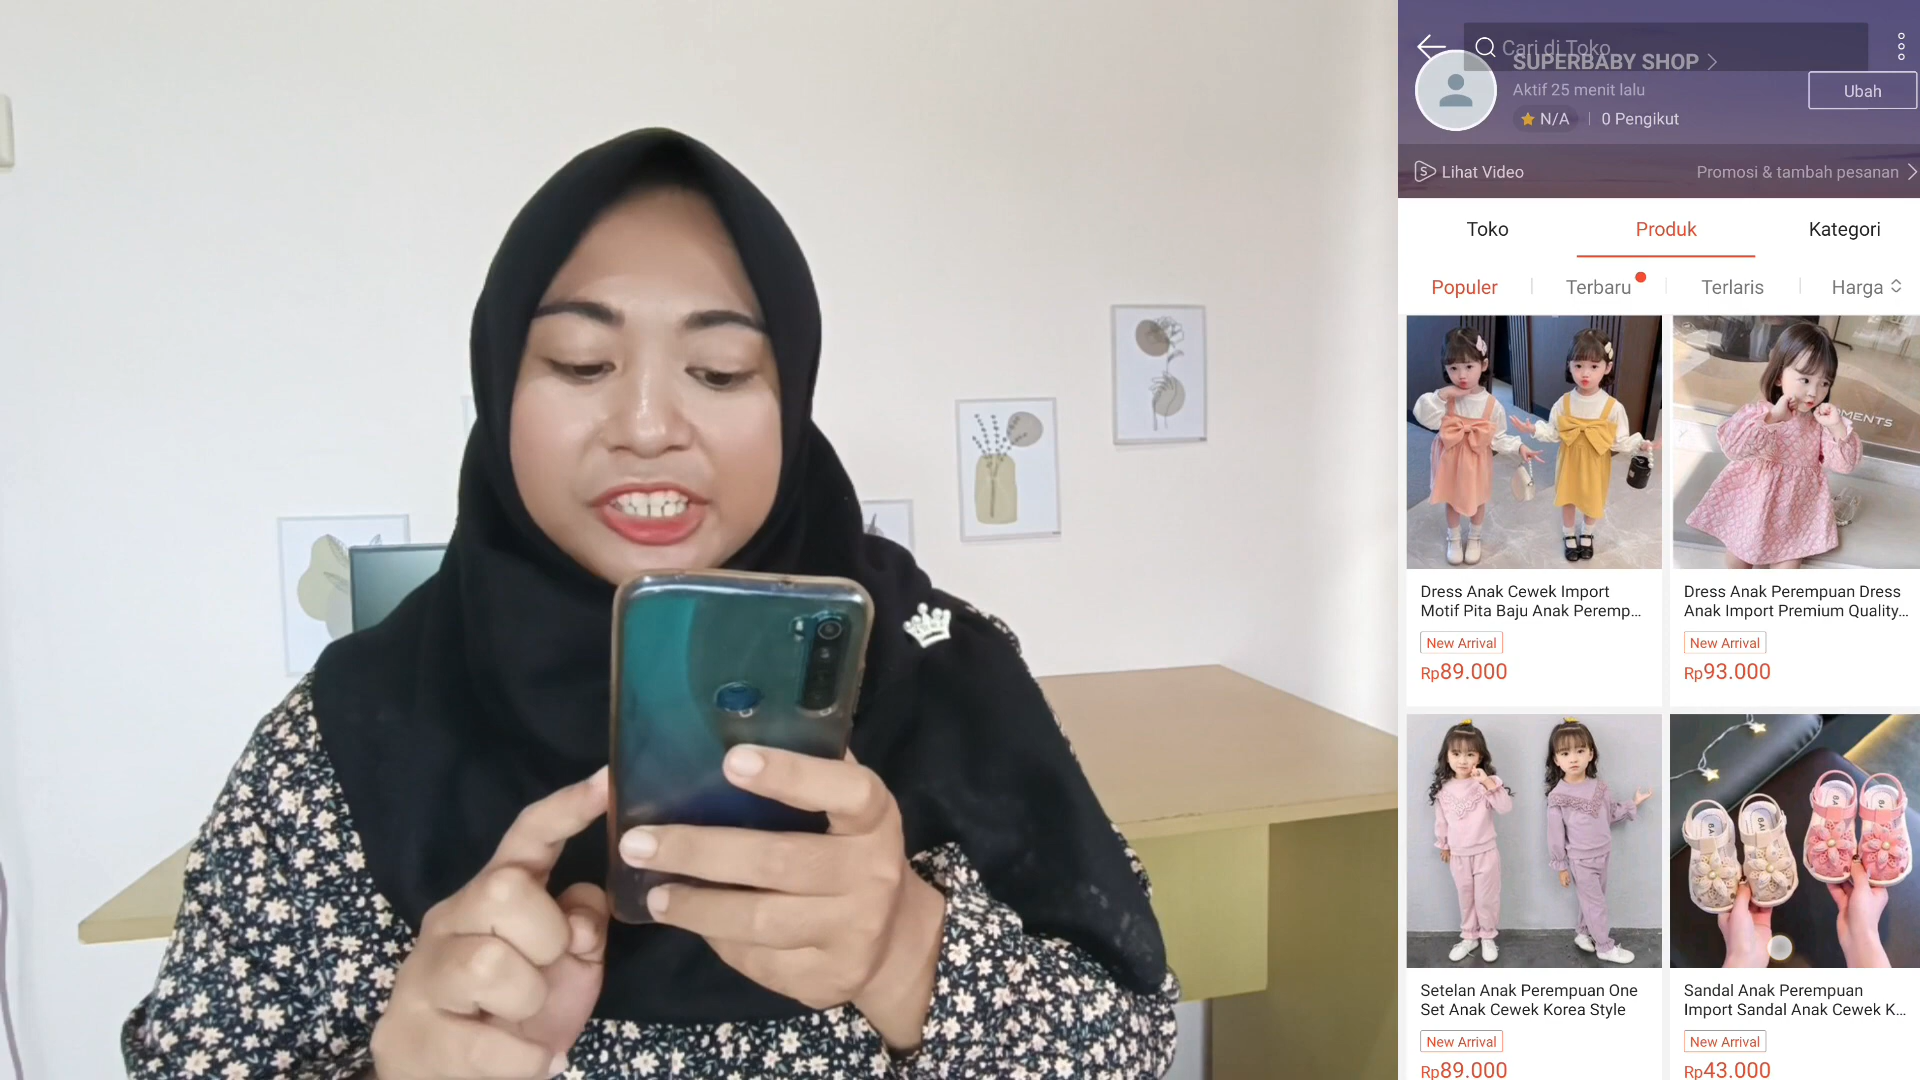 Cari di Toko
SUPERBABY SHOP
Aktif 25 menit lalu
Ubah
N/A
0 Pengikut
Lihat Video
Promosi & tambah pesanan
Toko
Produk
Kategori
Populer
Terbaru
Terlaris
Harga
Dress Anak Cewek Import
Motif Pita Baju Anak Peremp...
New Arrival
Rp89.000
Dress Anak Perempuan Dress
Anak Import Premium Quality...
New Arrival
Rp93.000
Setelan Anak Perempuan One
Set Anak Cewek Korea Style
New Arrival
Rp89.000
Sandal Anak Perempuan
Import Sandal Anak Cewek K...
New Arrival
Rp43.000